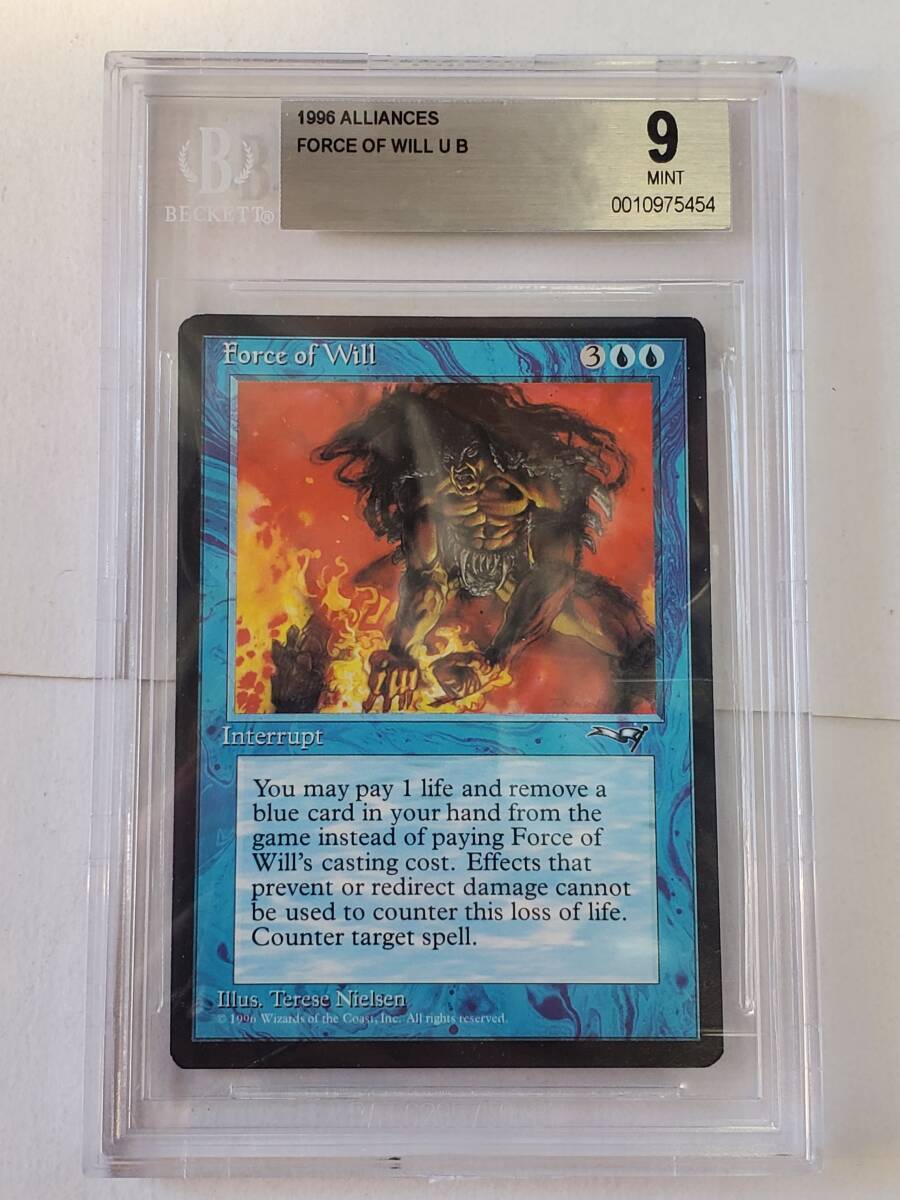 BECKETT®
1996 ALLIANCES
FORCE OF WILL U B
9
MINT
0010975454
Force of Will
3
Interrupt
You may pay 1 life and remove a
blue card in your hand from the
game instead of paying Force of
Will's casting cost. Effects that
prevent or redirect damage cannot
be used to counter this loss of life.
Counter target spell.
Illus. Terese Nielsen
© 1996 Wizards of the Coast, Inc. All rights reserved.